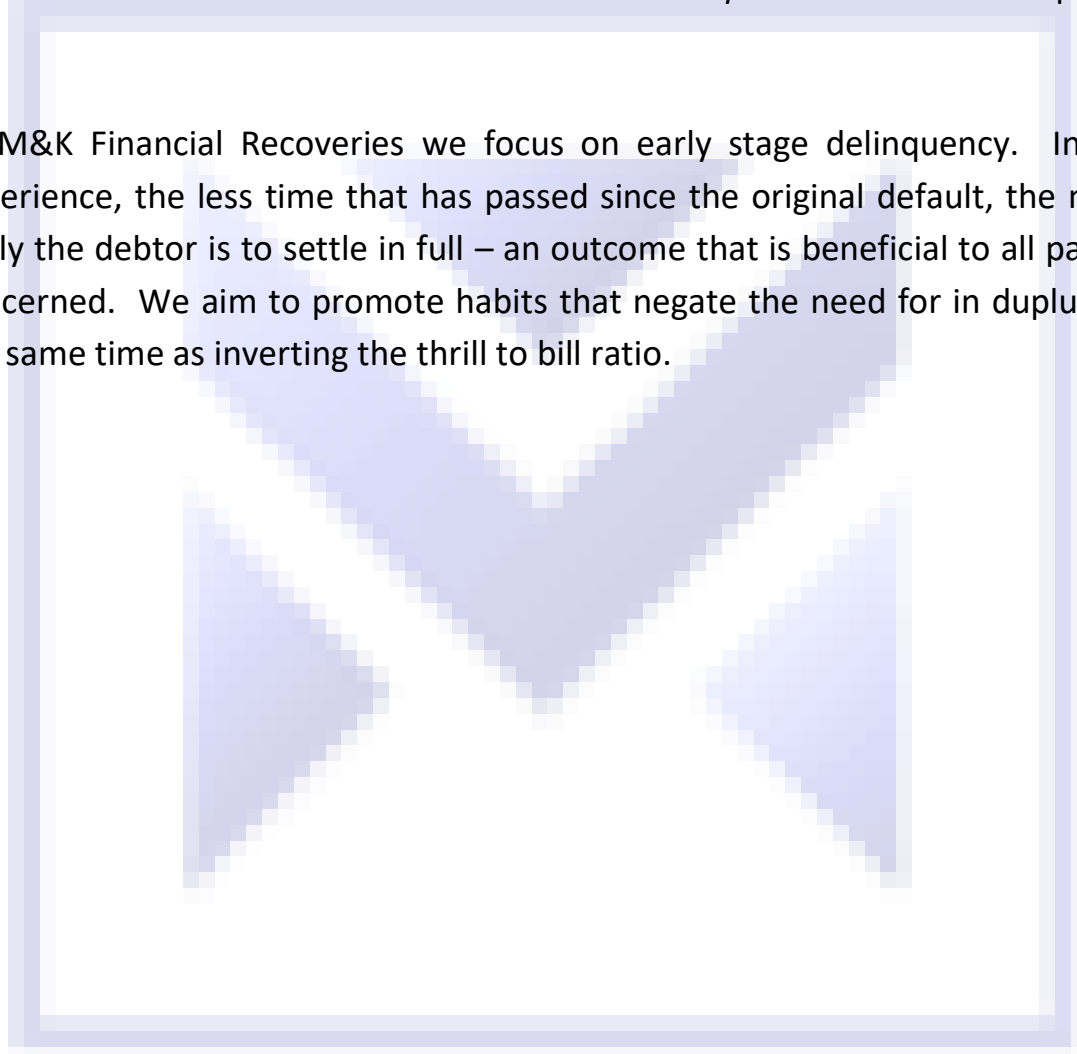 M&K Financial Recoveries we focus on early stage delinquency. In
erience, the less time that has passed since the original default, the
ly the debtor is to settle in full – an outcome that is beneficial to all pa
cerned. We aim to promote habits that negate the need for in duplu
same time as inverting the thrill to bill ratio.